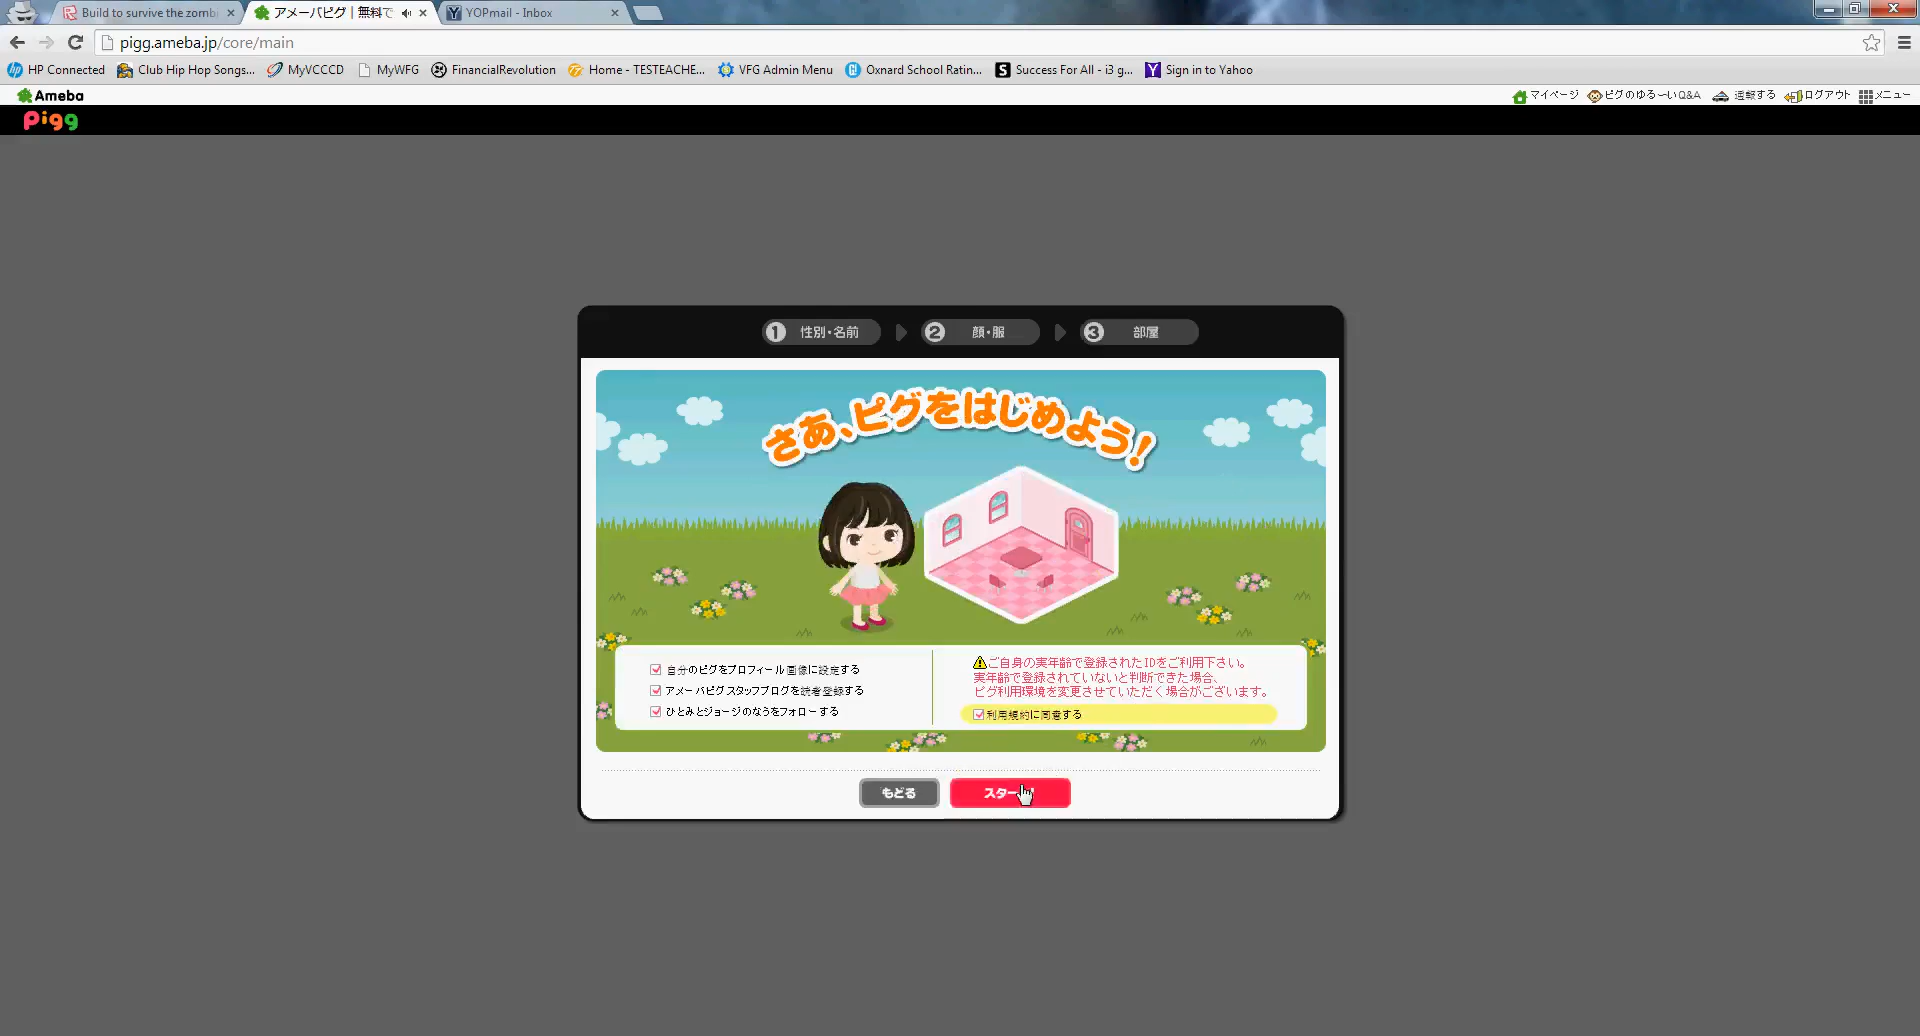 Build to survive the zomb
アメーバピグ | 無料で
YOPmail - Inbox
pigg.ameba.jp/core/main
HP Connected
Club Hip Hop Songs...
MyVCCCD
MyWFG
FinancialRevolution
Home - TESTEACHE...
VFG Admin Menu
Oxnard School Ratin...
Success For All - i3 g...
Sign in to Yahoo
Ameba
マイページ
ピグのゆる～いQ&A
通報する
ログアウト
メニュー
Pigg
1 性別・名前
2 顔・服
3 部屋
さあ、ピグをはじめよう!
自分のピグをプロフィール画像に設定する
アメーバピグスタッフブログを読者登録する
ひとみとジョージのなうをフォローする
ご自身の実年齢で登録されたIDをご利用下さい。
実年齢で登録されていないと判断できた場合、
ピグ利用環境を変更させていただく場合がございます。
利用規約に同意する
もどる
スター